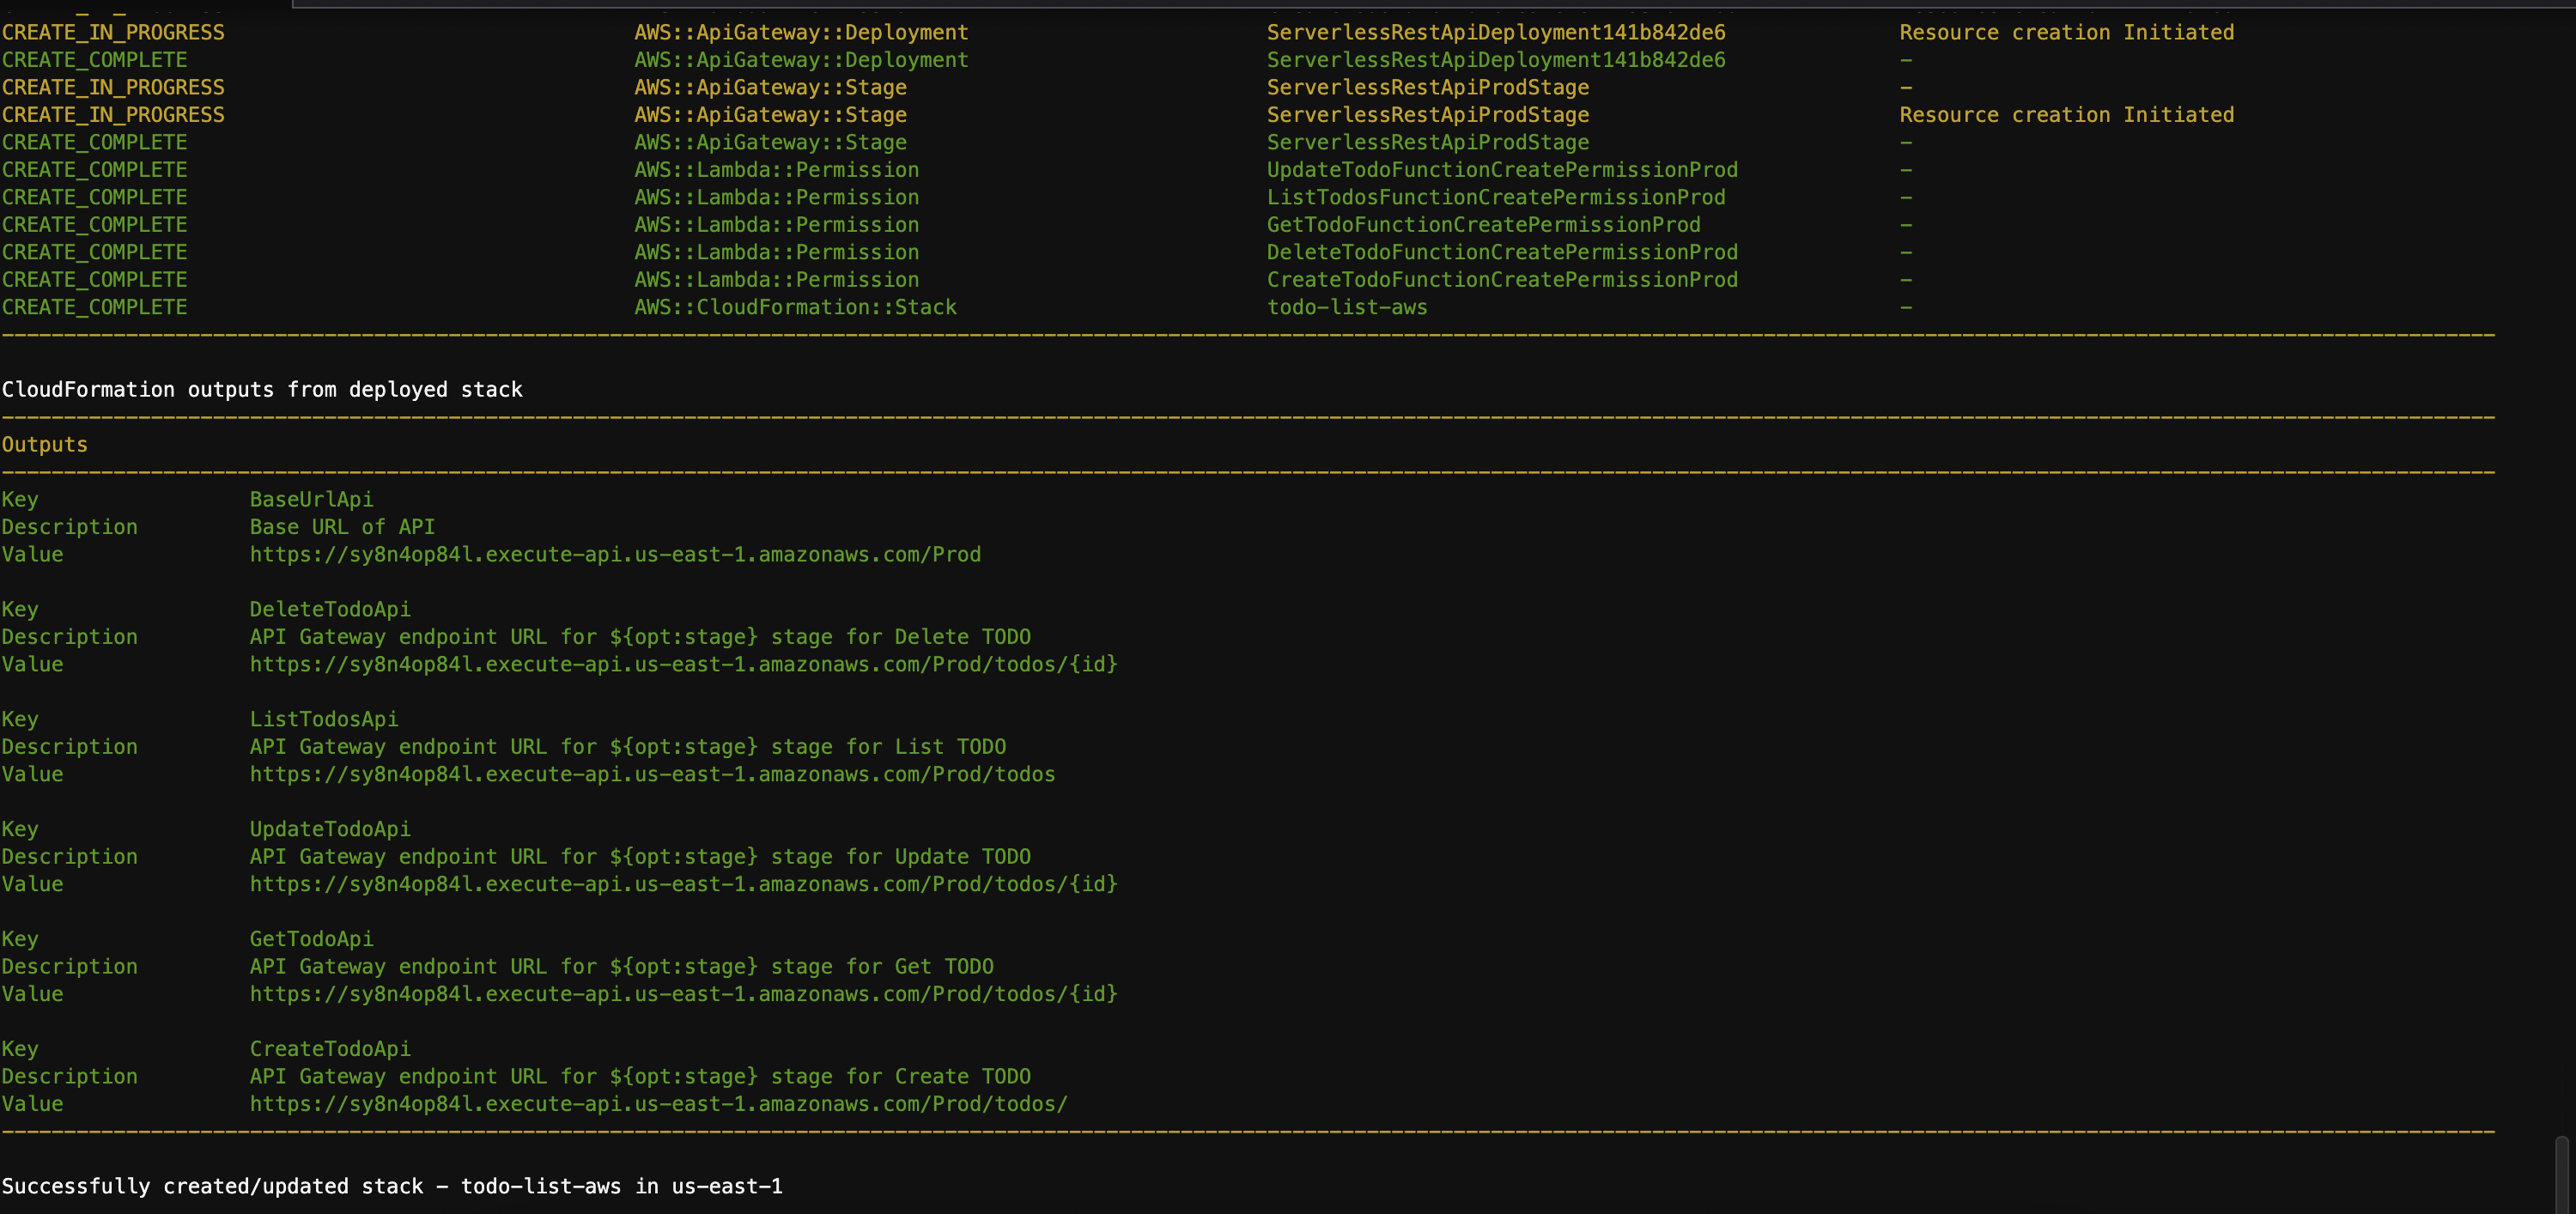 CREATE_IN_PROGRESS AWS::ApiGateway::Deployment ServerlessRestApiDeployment141b842de6 Resource creation Initiated
CREATE_COMPLETE AWS::ApiGateway::Deployment ServerlessRestApiDeployment141b842de6 -
CREATE_IN_PROGRESS AWS::ApiGateway::Stage ServerlessRestApiProdStage -
CREATE_IN_PROGRESS AWS::ApiGateway::Stage ServerlessRestApiProdStage Resource creation Initiated
CREATE_COMPLETE AWS::ApiGateway::Stage ServerlessRestApiProdStage -
CREATE_COMPLETE AWS::Lambda::Permission UpdateTodoFunctionCreatePermissionProd -
CREATE_COMPLETE AWS::Lambda::Permission ListTodosFunctionCreatePermissionProd -
CREATE_COMPLETE AWS::Lambda::Permission GetTodoFunctionCreatePermissionProd -
CREATE_COMPLETE AWS::Lambda::Permission DeleteTodoFunctionCreatePermissionProd -
CREATE_COMPLETE AWS::Lambda::Permission CreateTodoFunctionCreatePermissionProd -
CREATE_COMPLETE AWS::CloudFormation::Stack todo-list-aws -
CloudFormation outputs from deployed stack
Outputs
Key BaseUrlApi
Description Base URL of API
Value https://sy8n4op84l.execute-api.us-east-1.amazonaws.com/Prod
Key DeleteTodoApi
Description API Gateway endpoint URL for ${opt:stage} stage for Delete TODO
Value https://sy8n4op84l.execute-api.us-east-1.amazonaws.com/Prod/todos/{id}
Key ListTodosApi
Description API Gateway endpoint URL for ${opt:stage} stage for List TODO
Value https://sy8n4op84l.execute-api.us-east-1.amazonaws.com/Prod/todos
Key UpdateTodoApi
Description API Gateway endpoint URL for ${opt:stage} stage for Update TODO
Value https://sy8n4op84l.execute-api.us-east-1.amazonaws.com/Prod/todos/{id}
Key GetTodoApi
Description API Gateway endpoint URL for ${opt:stage} stage for Get TODO
Value https://sy8n4op84l.execute-api.us-east-1.amazonaws.com/Prod/todos/{id}
Key CreateTodoApi
Description API Gateway endpoint URL for ${opt:stage} stage for Create TODO
Value https://sy8n4op84l.execute-api.us-east-1.amazonaws.com/Prod/todos/
Successfully created/updated stack - todo-list-aws in us-east-1